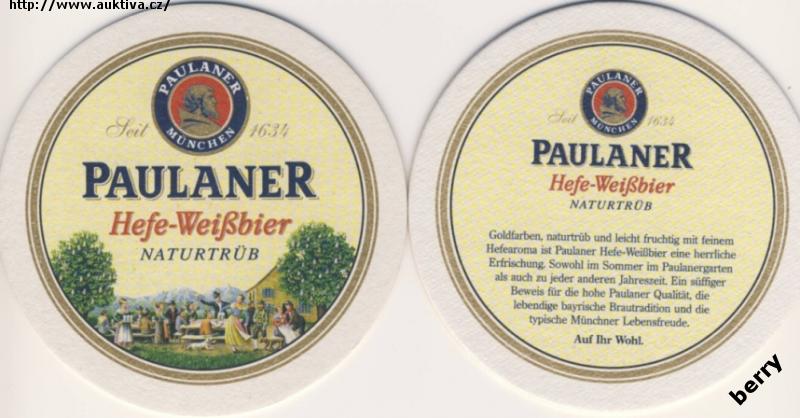 http://www.auktiva.cz/
PAULANER
MÜNCHEN
Seit 1634
PAULANER
Hefe-Weißbier
NATURTRÜB
PAULANER
MÜNCHEN
Seit 1634
PAULANER
Hefe-Weißbier
NATURTRÜB
Goldfarben, naturtrüb und leicht fruchtig mit feinem
Hefearoma ist Paulaner Hefe-Weißbier eine herrliche
Erfrischung. Sowohl im Sommer im Paulanergarten
als auch zu jeder anderen Jahreszeit. Ein süffiger
Beweis für die hohe Paulaner Qualität, die
lebendige bayrische Brautradition und die
typische Münchner Lebensfreude.
Auf Ihr Wohl.
berry